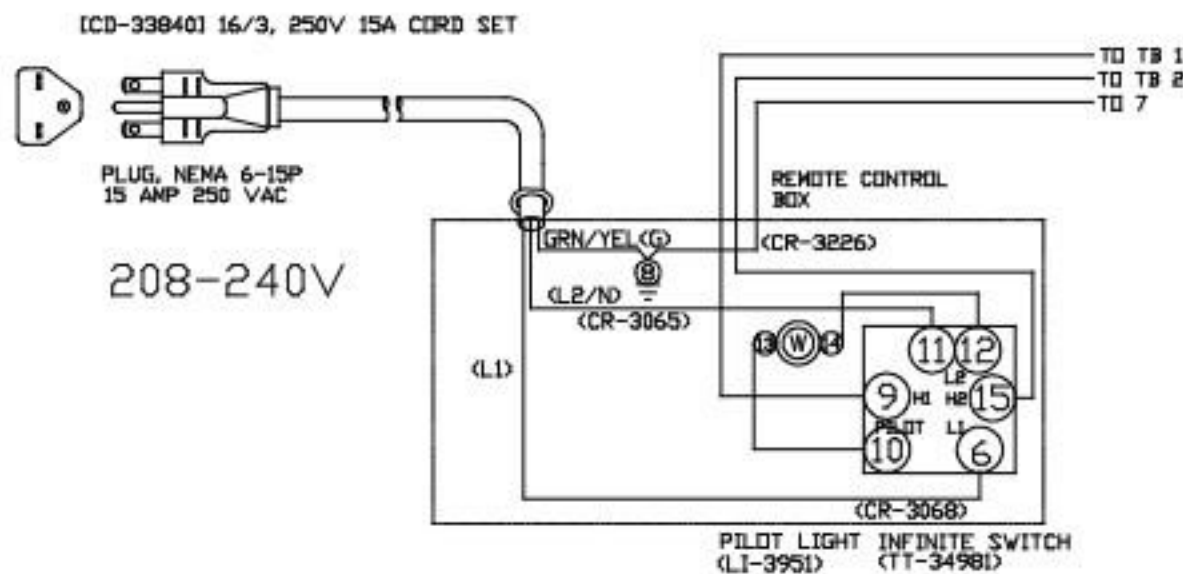 [CD-33840] 16/3, 250V 15A CORD SET
TO TB 1
TO TB 2
TO 7
PLUG, NEMA 6-15P
15 AMP 250 VAC
REMOTE CONTROL
BOX
GRN/YEL(G)
(CR-3226)
8
208-240V
(L2/N)
(CR-3065)
13 W 14
11 12
L2
(L1)
9 H1 H2 15
PILOT L1
10 6
(CR-3068)
PILOT LIGHT INFINITE SWITCH
(LI-3951) (TT-34981)